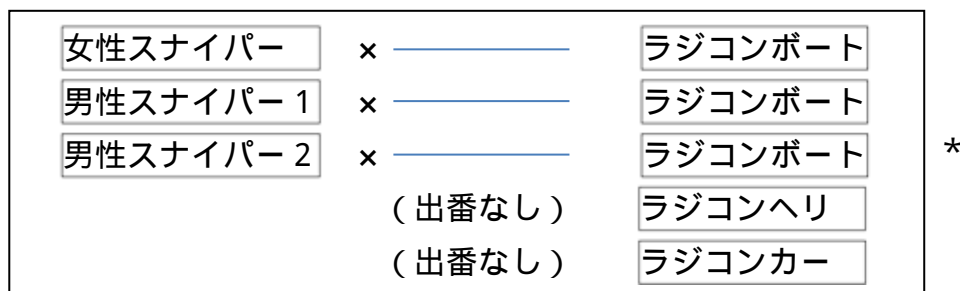 女性スナイパー × ラジコンボート
男性スナイパー1 × ラジコンボート
男性スナイパー2 × ラジコンボート *
(出番なし) ラジコンヘリ
(出番なし) ラジコンカー